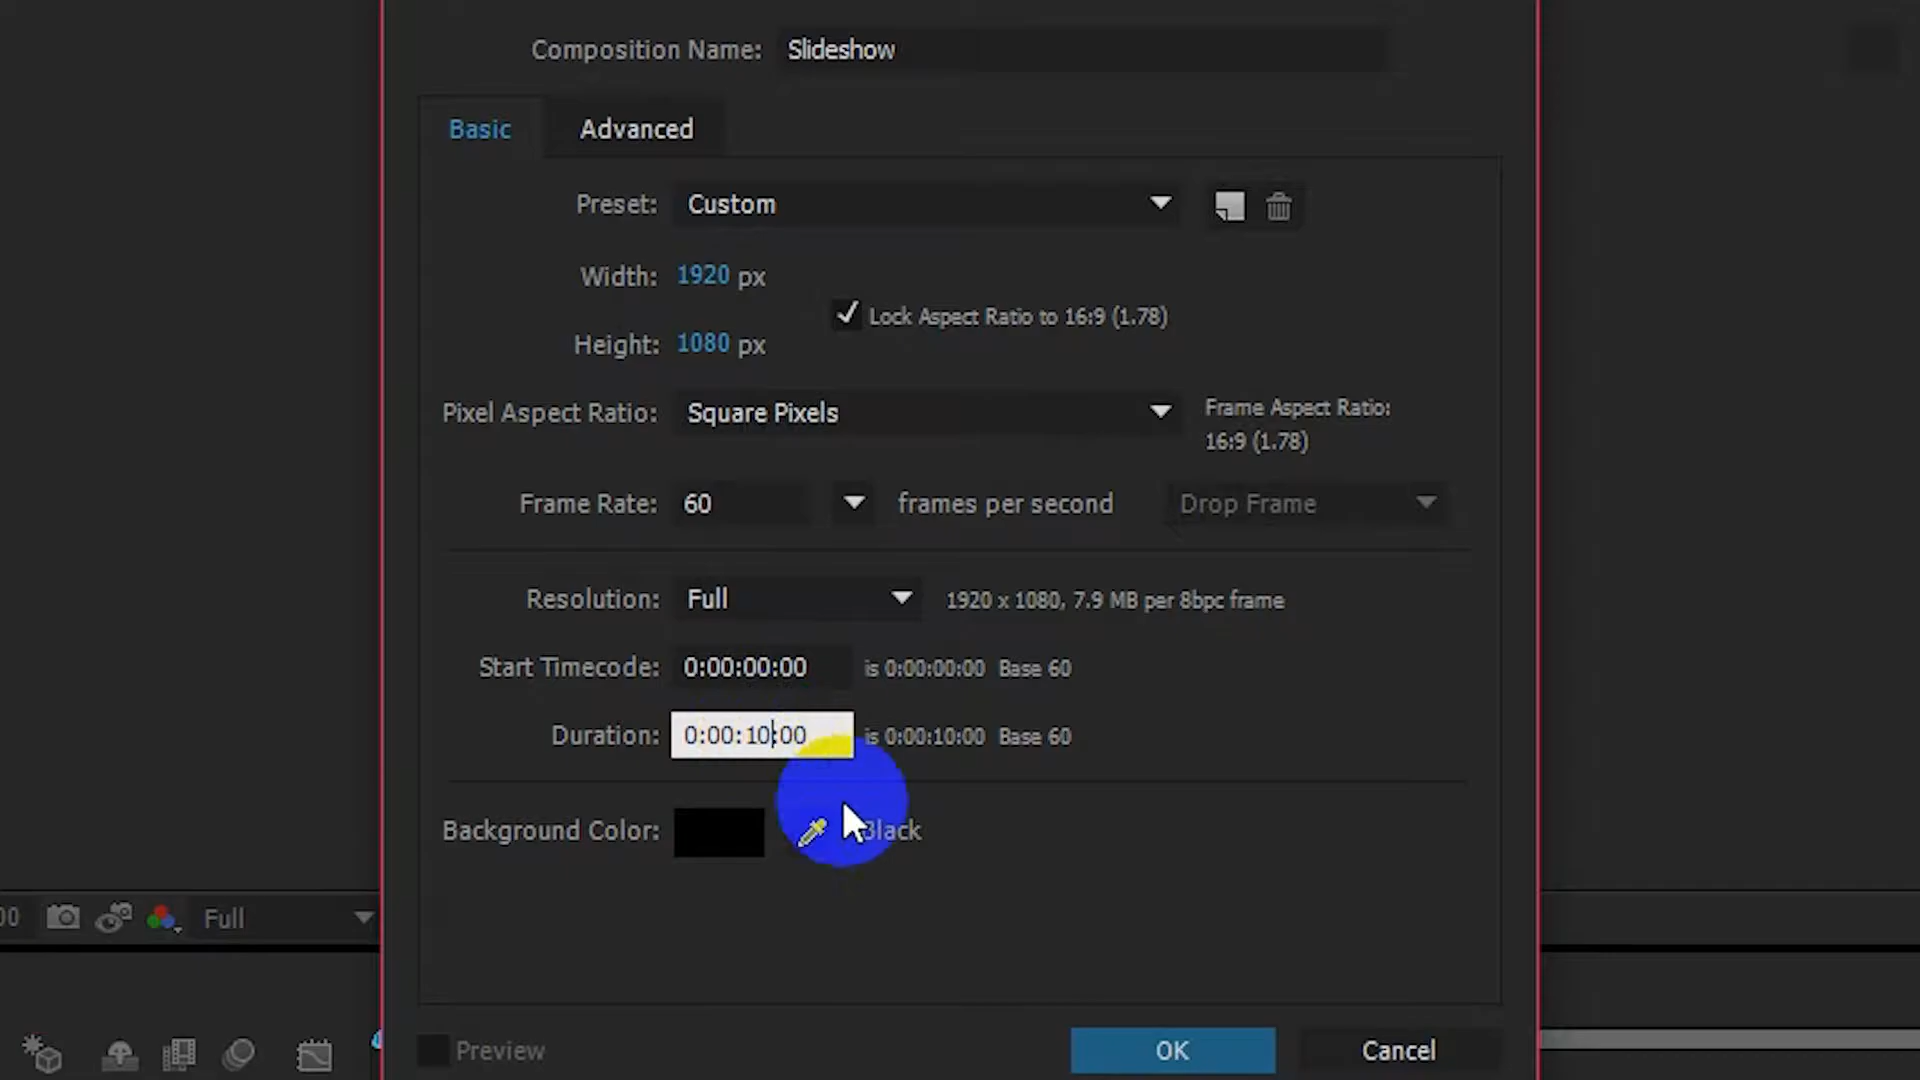 Composition Name: Slideshow
Basic Advanced
Preset: Custom
Width: 1920 px
Lock Aspect Ratio to 16:9 (1.78)
Height: 1080 px
Pixel Aspect Ratio: Square Pixels Frame Aspect Ratio:
16:9 (1.78)
Frame Rate: 60 frames per second Drop Frame
Resolution: Full 1920 x 1080, 7.9 MB per 8bpc frame
Start Timecode: 0:00:00:00 is 0:00:00:00 Base 60
Duration: 0:00:10:00 is 0:00:10:00 Base 60
Background Color: Black
00 Full
Preview OK Cancel